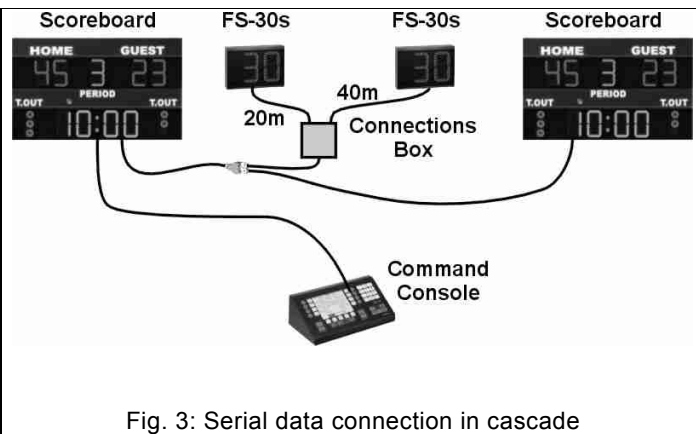 Scoreboard FS-30s FS-30s Scoreboard
HOME GUEST
45 3 23
PERIOD
T.OUT T.OUT
10:00
30
30
HOME GUEST
45 3 23
PERIOD
T.OUT T.OUT
10:00
20m
40m
Connections
Box
Command
Console
Fig. 3: Serial data connection in cascade